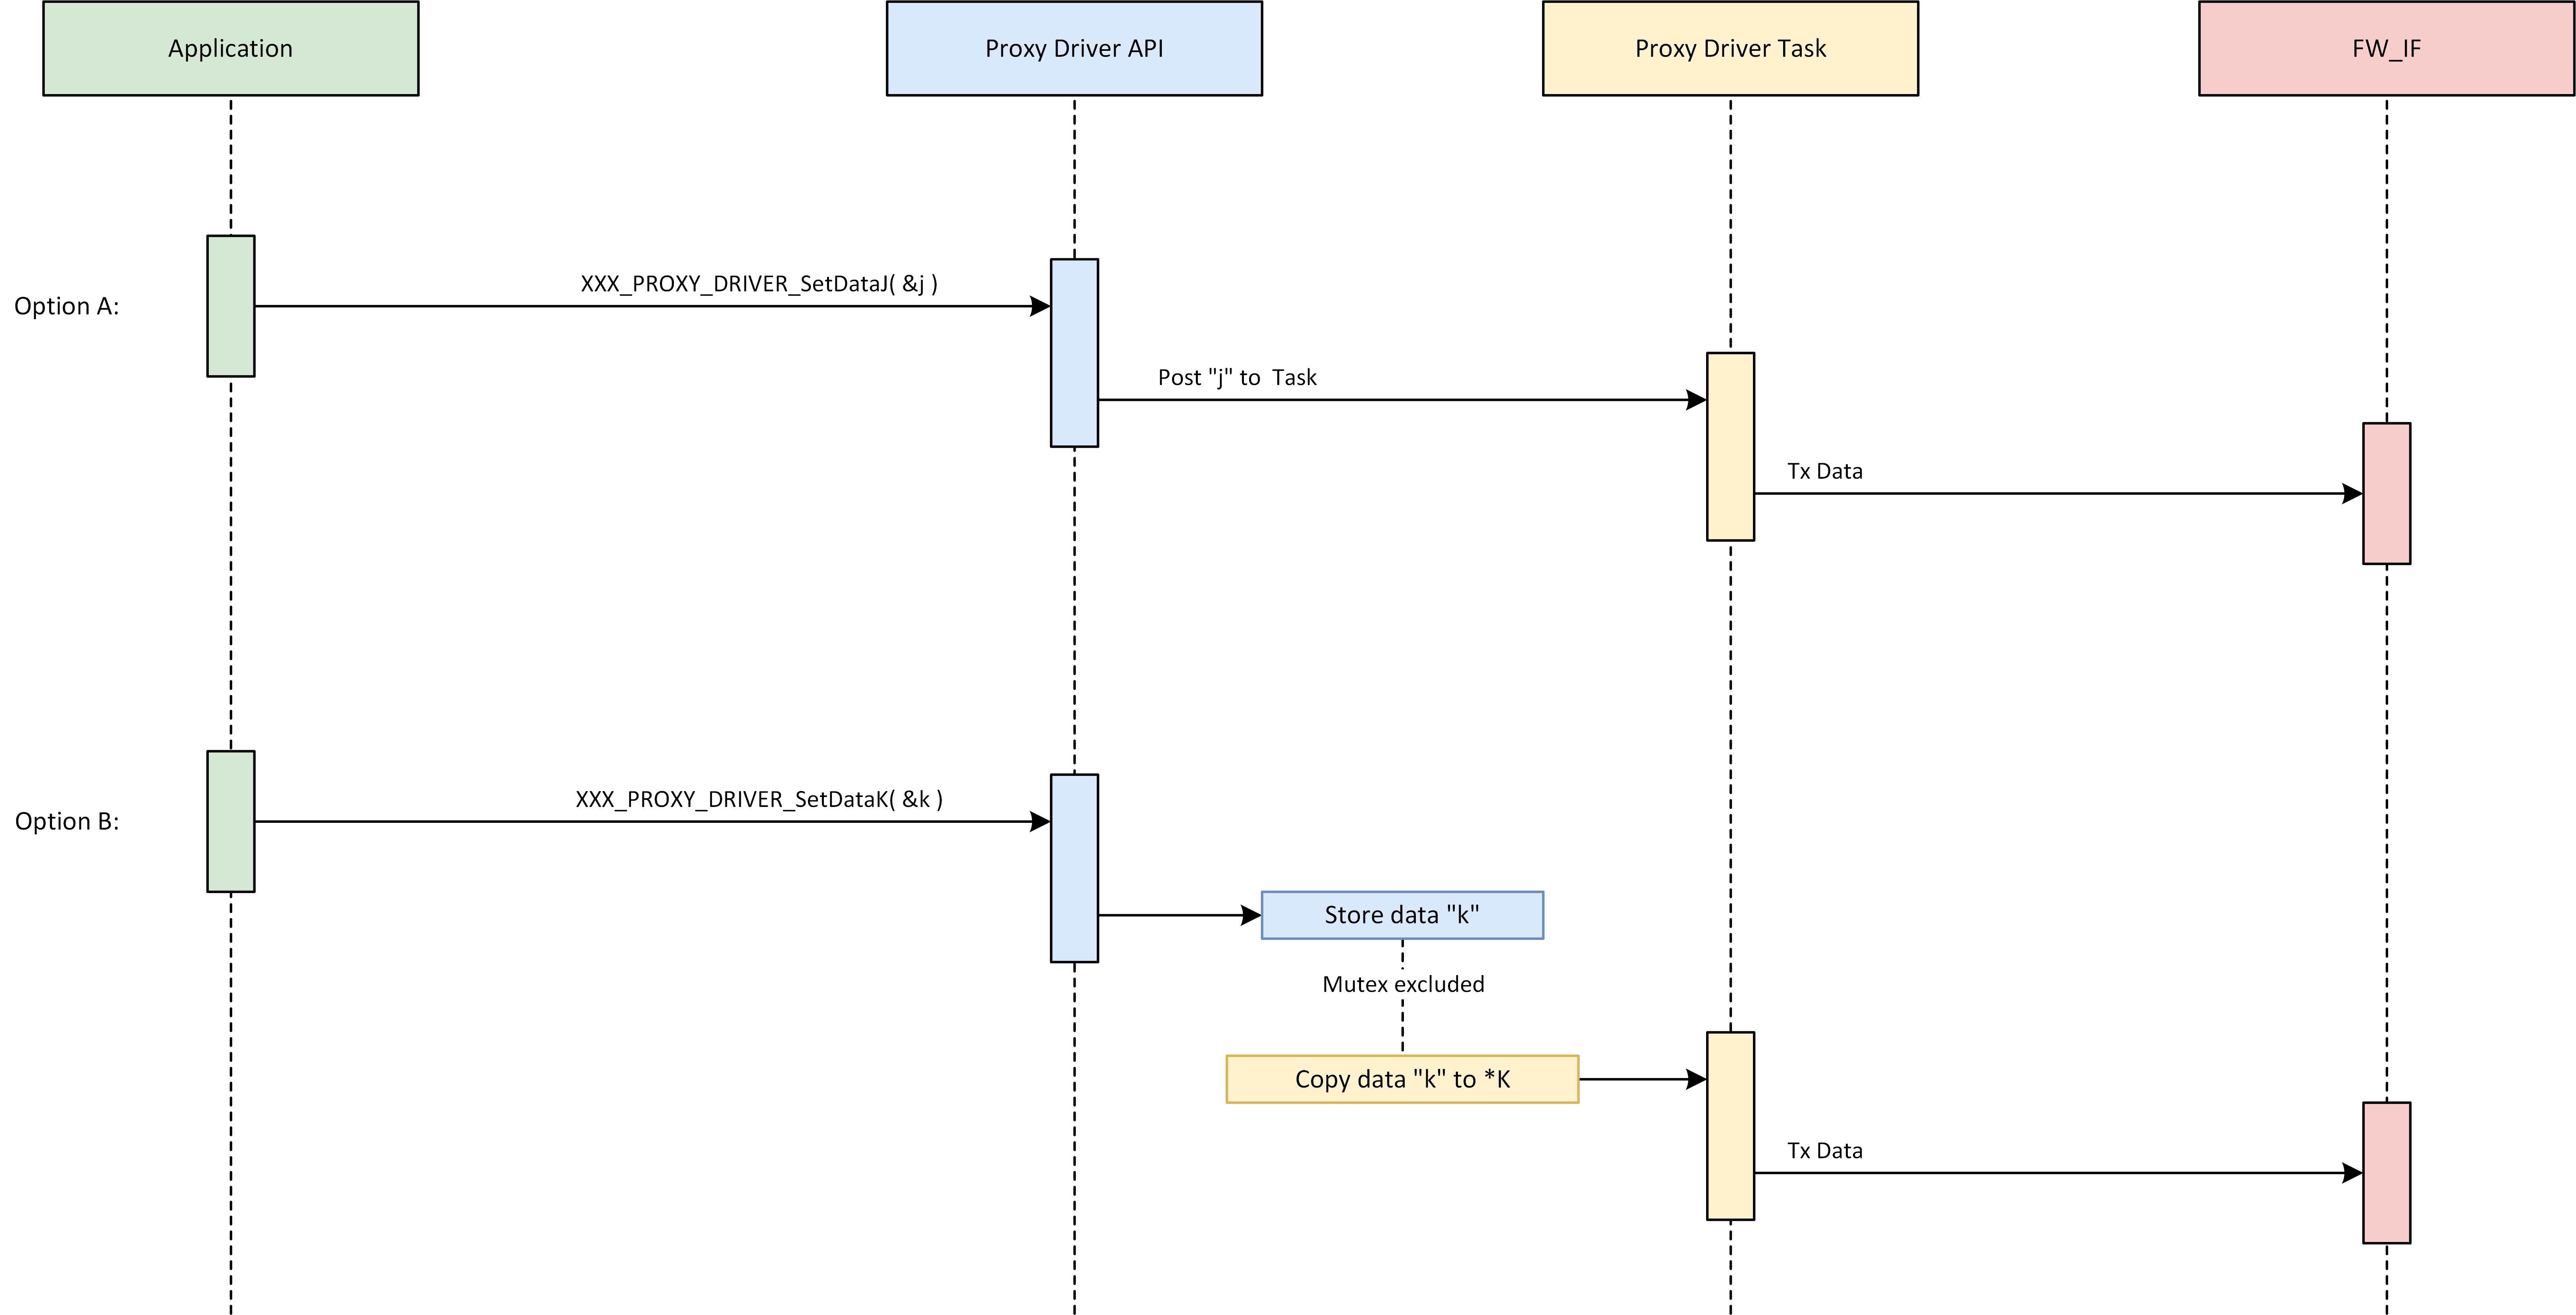 Application
Proxy Driver API
Proxy Driver Task
FW_IF
Option A:
XXX_PROXY_DRIVER_SetDataJ( &j )
Post "j" to  Task
Tx Data
Option B:
XXX_PROXY_DRIVER_SetDataK( &k )
Store data "k"
Mutex excluded
Copy data "k" to *K
Tx Data